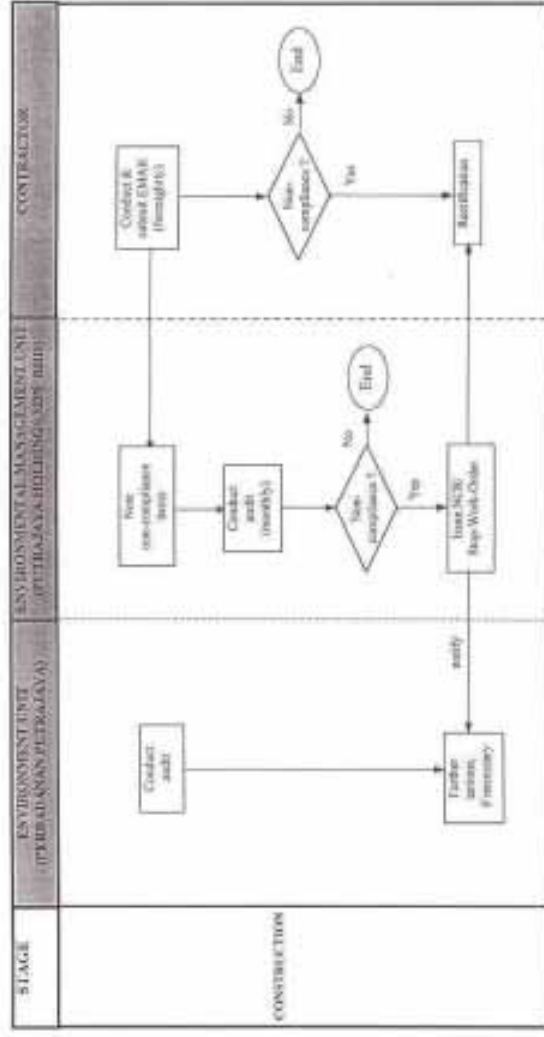 STAGE
ENVIRONMENT UNIT
(PERBADANAN PUTRAJAYA)
ENVIRONMENTAL MANAGEMENT UNIT
(PUTRAJAYA HOLDINGS SDN. BHD)
CONTRACTOR
CONSTRUCTION
Conduct
audit
Further
actions,
if necessary
notify
Note
non-compliance
Conduct
audit
(monthly)
Non-
compliance ?
No
End
Yes
Issue NCR/
Stop-Work-Order
Conduct &
submit EMAR
(fortnightly)
Non-
compliance ?
No
End
Yes
Rectification